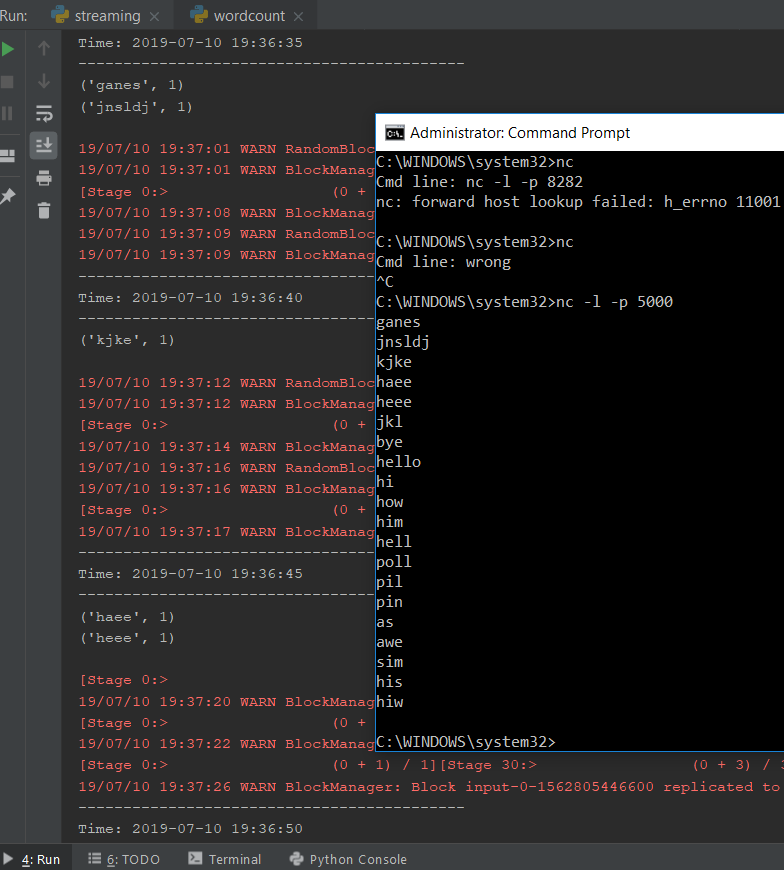 Run: streaming × wordcount ×
Time: 2019-07-10 19:36:35
-------------------------------------------
('ganes', 1)
('jnsldj', 1)
19/07/10 19:37:01 WARN RandomBloc
19/07/10 19:37:01 WARN BlockManag
[Stage 0:> (0 +
19/07/10 19:37:08 WARN BlockManag
19/07/10 19:37:09 WARN RandomBloc
19/07/10 19:37:09 WARN BlockManag
-------------------------------------------
Time: 2019-07-10 19:36:40
-------------------------------------------
('kjke', 1)
19/07/10 19:37:12 WARN RandomBloc
19/07/10 19:37:12 WARN BlockManag
[Stage 0:> (0 +
19/07/10 19:37:14 WARN BlockManag
19/07/10 19:37:16 WARN RandomBloc
19/07/10 19:37:16 WARN BlockManag
[Stage 0:> (0 +
19/07/10 19:37:17 WARN BlockManag
-------------------------------------------
Time: 2019-07-10 19:36:45
-------------------------------------------
('haee', 1)
('heee', 1)
[Stage 0:>
19/07/10 19:37:20 WARN BlockManag
[Stage 0:> (0 +
19/07/10 19:37:22 WARN BlockManag
[Stage 0:> (0 + 1) / 1][Stage 30:> (0 + 3) / 3
19/07/10 19:37:26 WARN BlockManager: Block input-0-1562805446600 replicated to
-------------------------------------------
Time: 2019-07-10 19:36:50
Administrator: Command Prompt
C:\WINDOWS\system32>nc
Cmd line: nc -l -p 8282
nc: forward host lookup failed: h_errno 11001
C:\WINDOWS\system32>nc
Cmd line: wrong
^C
C:\WINDOWS\system32>nc -l -p 5000
ganes
jnsldj
kjke
haee
heee
jkl
bye
hello
hi
how
him
hell
poll
pil
pin
as
awe
sim
his
hiw
C:\WINDOWS\system32>
4: Run 6: TODO Terminal Python Console